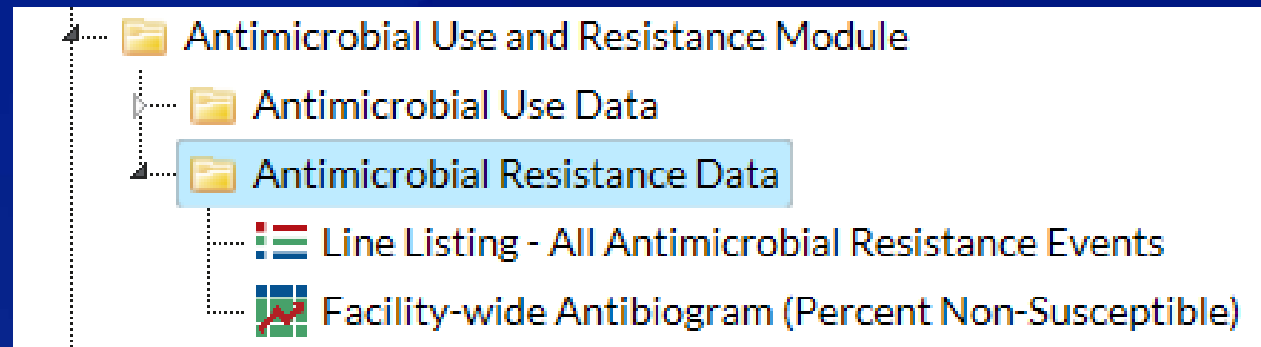 Antimicrobial Use and Resistance Module
Antimicrobial Use Data
Antimicrobial Resistance Data
Line Listing - All Antimicrobial Resistance Events
Facility-wide Antibiogram (Percent Non-Susceptible)